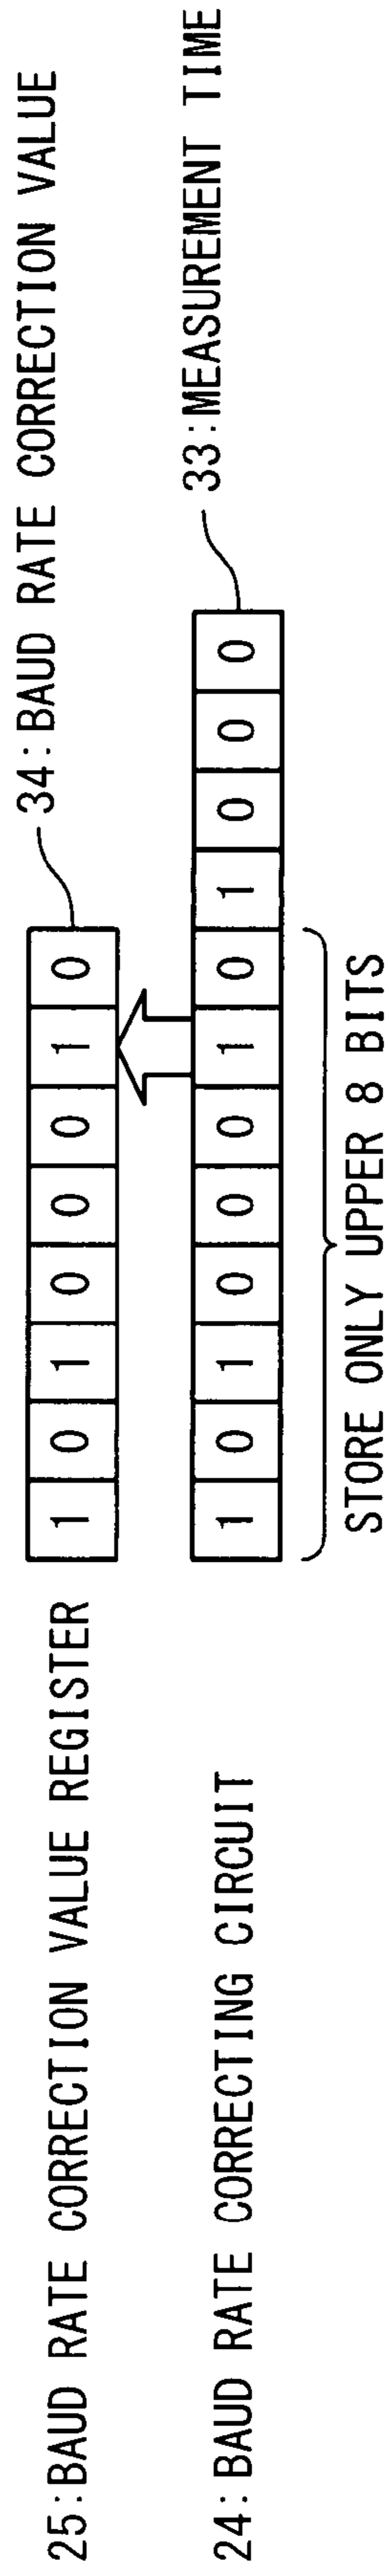 34:BAUD RATE CORRECTION VALUE
25:BAUD RATE CORRECTION VALUE REGISTER
1 0 1 0 0 0 1 0
33:MEASUREMENT TIME
24:BAUD RATE CORRECTING CIRCUIT
1 0 1 0 0 0 1 0 1 0 0 0
STORE ONLY UPPER 8 BITS